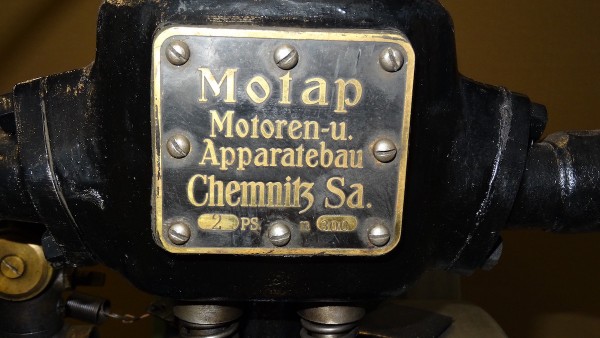 Motap
Motoren-u.
Apparatebau
Chemnitz Sa.
2 PS. n